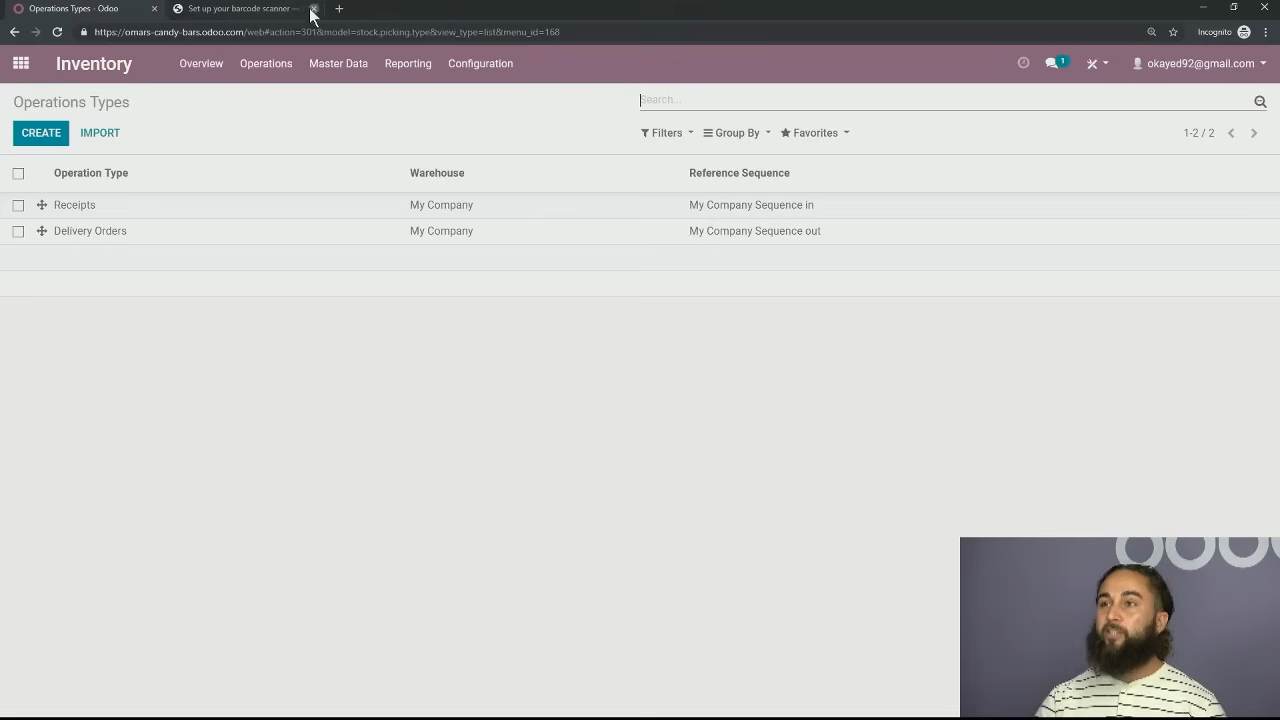 Operations Types - Odoo
Set up your barcode scanner —
https://omars-candy-bars.odoo.com/web#action=301&model=stock.picking.type&view_type=list&menu_id=168
Incognito
Inventory
Overview
Operations
Master Data
Reporting
Configuration
1
okayed92@gmail.com
Operations Types
Search...
CREATE
IMPORT
Filters
Group By
Favorites
1-2 / 2
Operation Type
Warehouse
Reference Sequence
Receipts
My Company
My Company Sequence in
Delivery Orders
My Company
My Company Sequence out